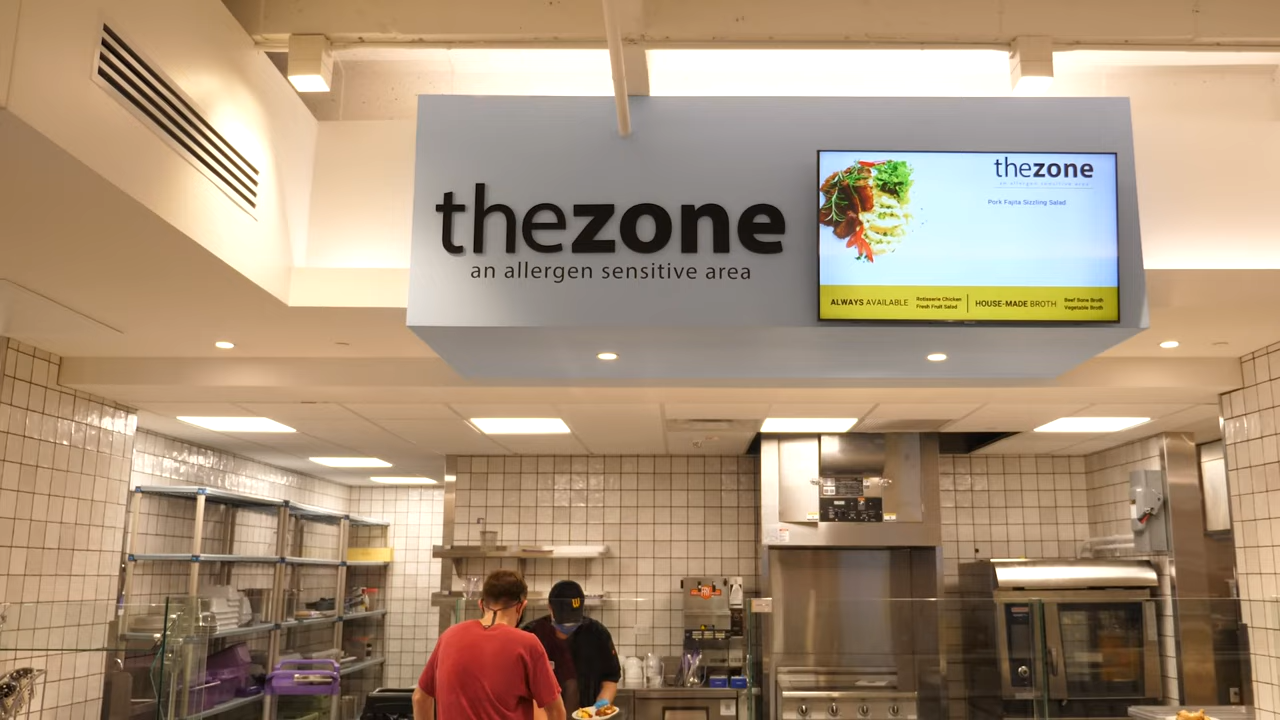 thezone
an allergen sensitive area
thezone
an allergen sensitive area
Pork Fajita Sizzling Salad
ALWAYS AVAILABLE
Rotisserie Chicken
Fresh Fruit Salad
HOUSE-MADE BROTH
Beef Bone Broth
Vegetable Broth
FRY
W